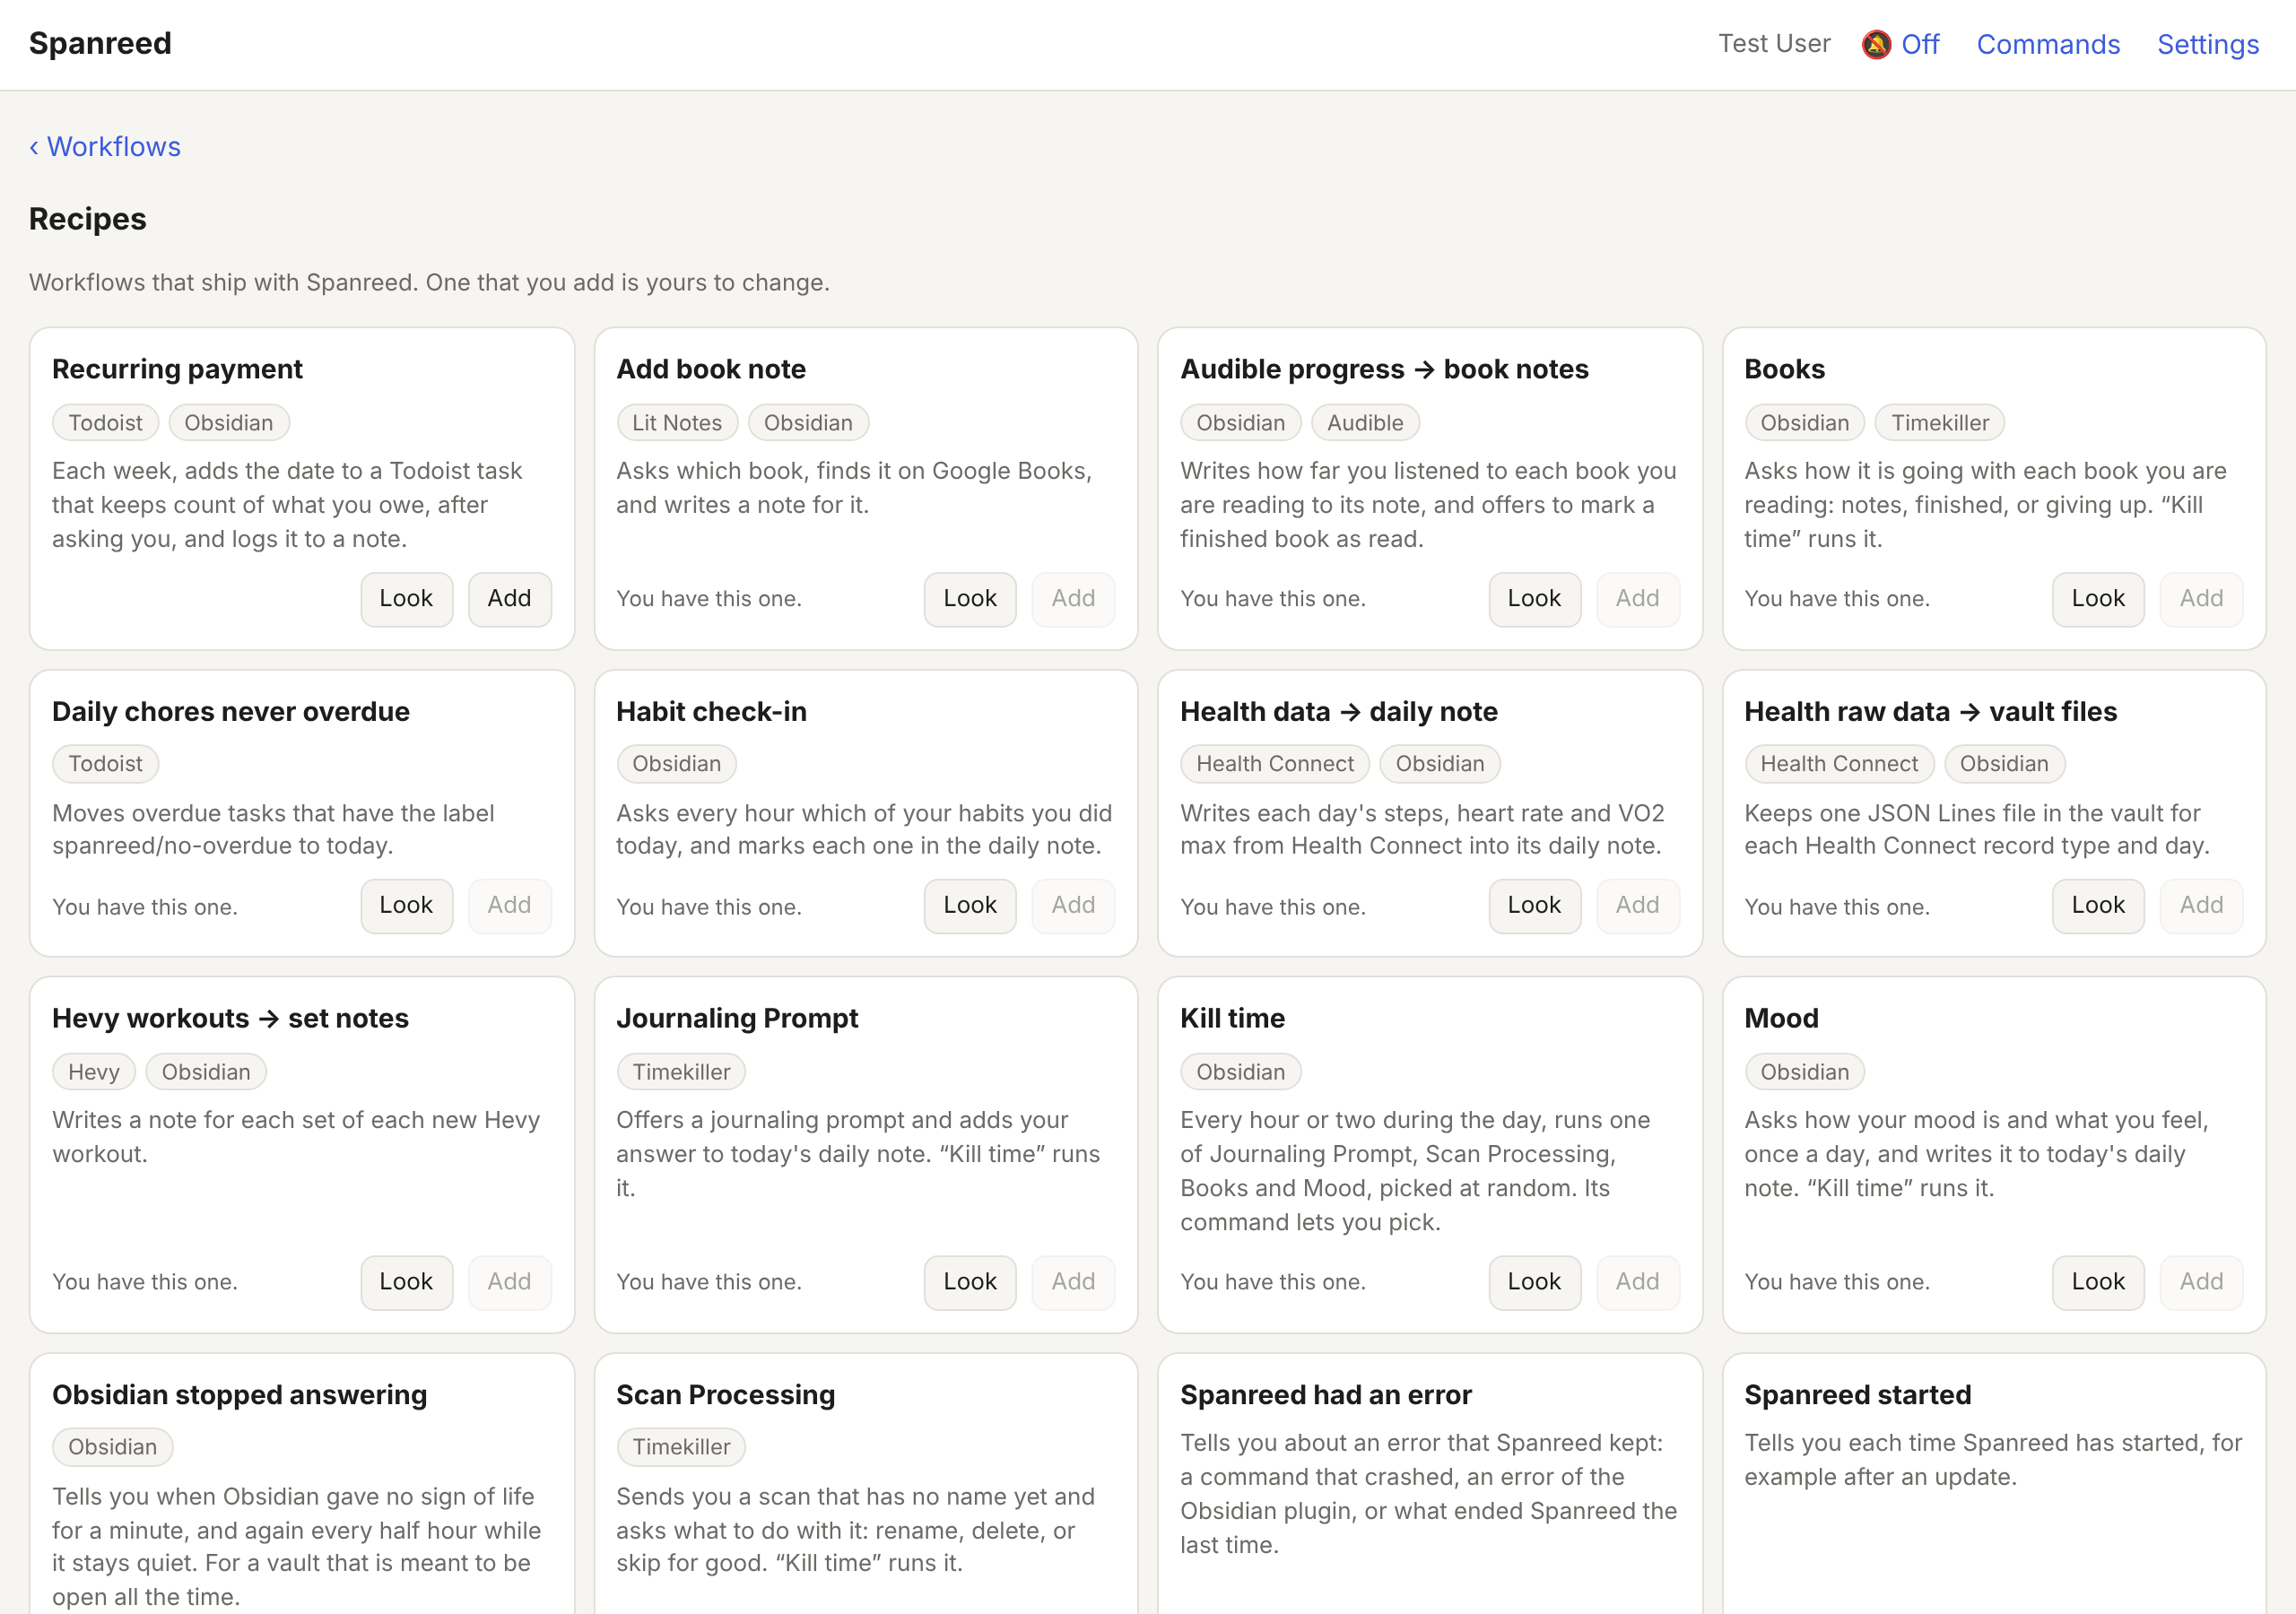 Spanreed
Test User
Off
Commands
Settings
‹ Workflows
Recipes
Workflows that ship with Spanreed. One that you add is yours to change.
Recurring payment
Todoist
Obsidian
Each week, adds the date to a Todoist task
that keeps count of what you owe, after
asking you, and logs it to a note.
Look
Add
Add book note
Lit Notes
Obsidian
Asks which book, finds it on Google Books,
and writes a note for it.
You have this one.
Look
Add
Audible progress → book notes
Obsidian
Audible
Writes how far you listened to each book you
are reading to its note, and offers to mark a
finished book as read.
You have this one.
Look
Add
Books
Obsidian
Timekiller
Asks how it is going with each book you are
reading: notes, finished, or giving up. “Kill
time” runs it.
You have this one.
Look
Add
Daily chores never overdue
Todoist
Moves overdue tasks that have the label
spanreed/no-overdue to today.
You have this one.
Look
Add
Habit check-in
Obsidian
Asks every hour which of your habits you did
today, and marks each one in the daily note.
You have this one.
Look
Add
Health data → daily note
Health Connect
Obsidian
Writes each day's steps, heart rate and VO2
max from Health Connect into its daily note.
You have this one.
Look
Add
Health raw data → vault files
Health Connect
Obsidian
Keeps one JSON Lines file in the vault for
each Health Connect record type and day.
You have this one.
Look
Add
Hevy workouts → set notes
Hevy
Obsidian
Writes a note for each set of each new Hevy
workout.
You have this one.
Look
Add
Journaling Prompt
Timekiller
Offers a journaling prompt and adds your
answer to today's daily note. “Kill time” runs
it.
You have this one.
Look
Add
Kill time
Obsidian
Every hour or two during the day, runs one
of Journaling Prompt, Scan Processing,
Books and Mood, picked at random. Its
command lets you pick.
You have this one.
Look
Add
Mood
Obsidian
Asks how your mood is and what you feel,
once a day, and writes it to today's daily
note. “Kill time” runs it.
You have this one.
Look
Add
Obsidian stopped answering
Obsidian
Tells you when Obsidian gave no sign of life
for a minute, and again every half hour while
it stays quiet. For a vault that is meant to be
open all the time.
Scan Processing
Timekiller
Sends you a scan that has no name yet and
asks what to do with it: rename, delete, or
skip for good. “Kill time” runs it.
Spanreed had an error
Tells you about an error that Spanreed kept:
a command that crashed, an error of the
Obsidian plugin, or what ended Spanreed the
last time.
Spanreed started
Tells you each time Spanreed has started, for
example after an update.